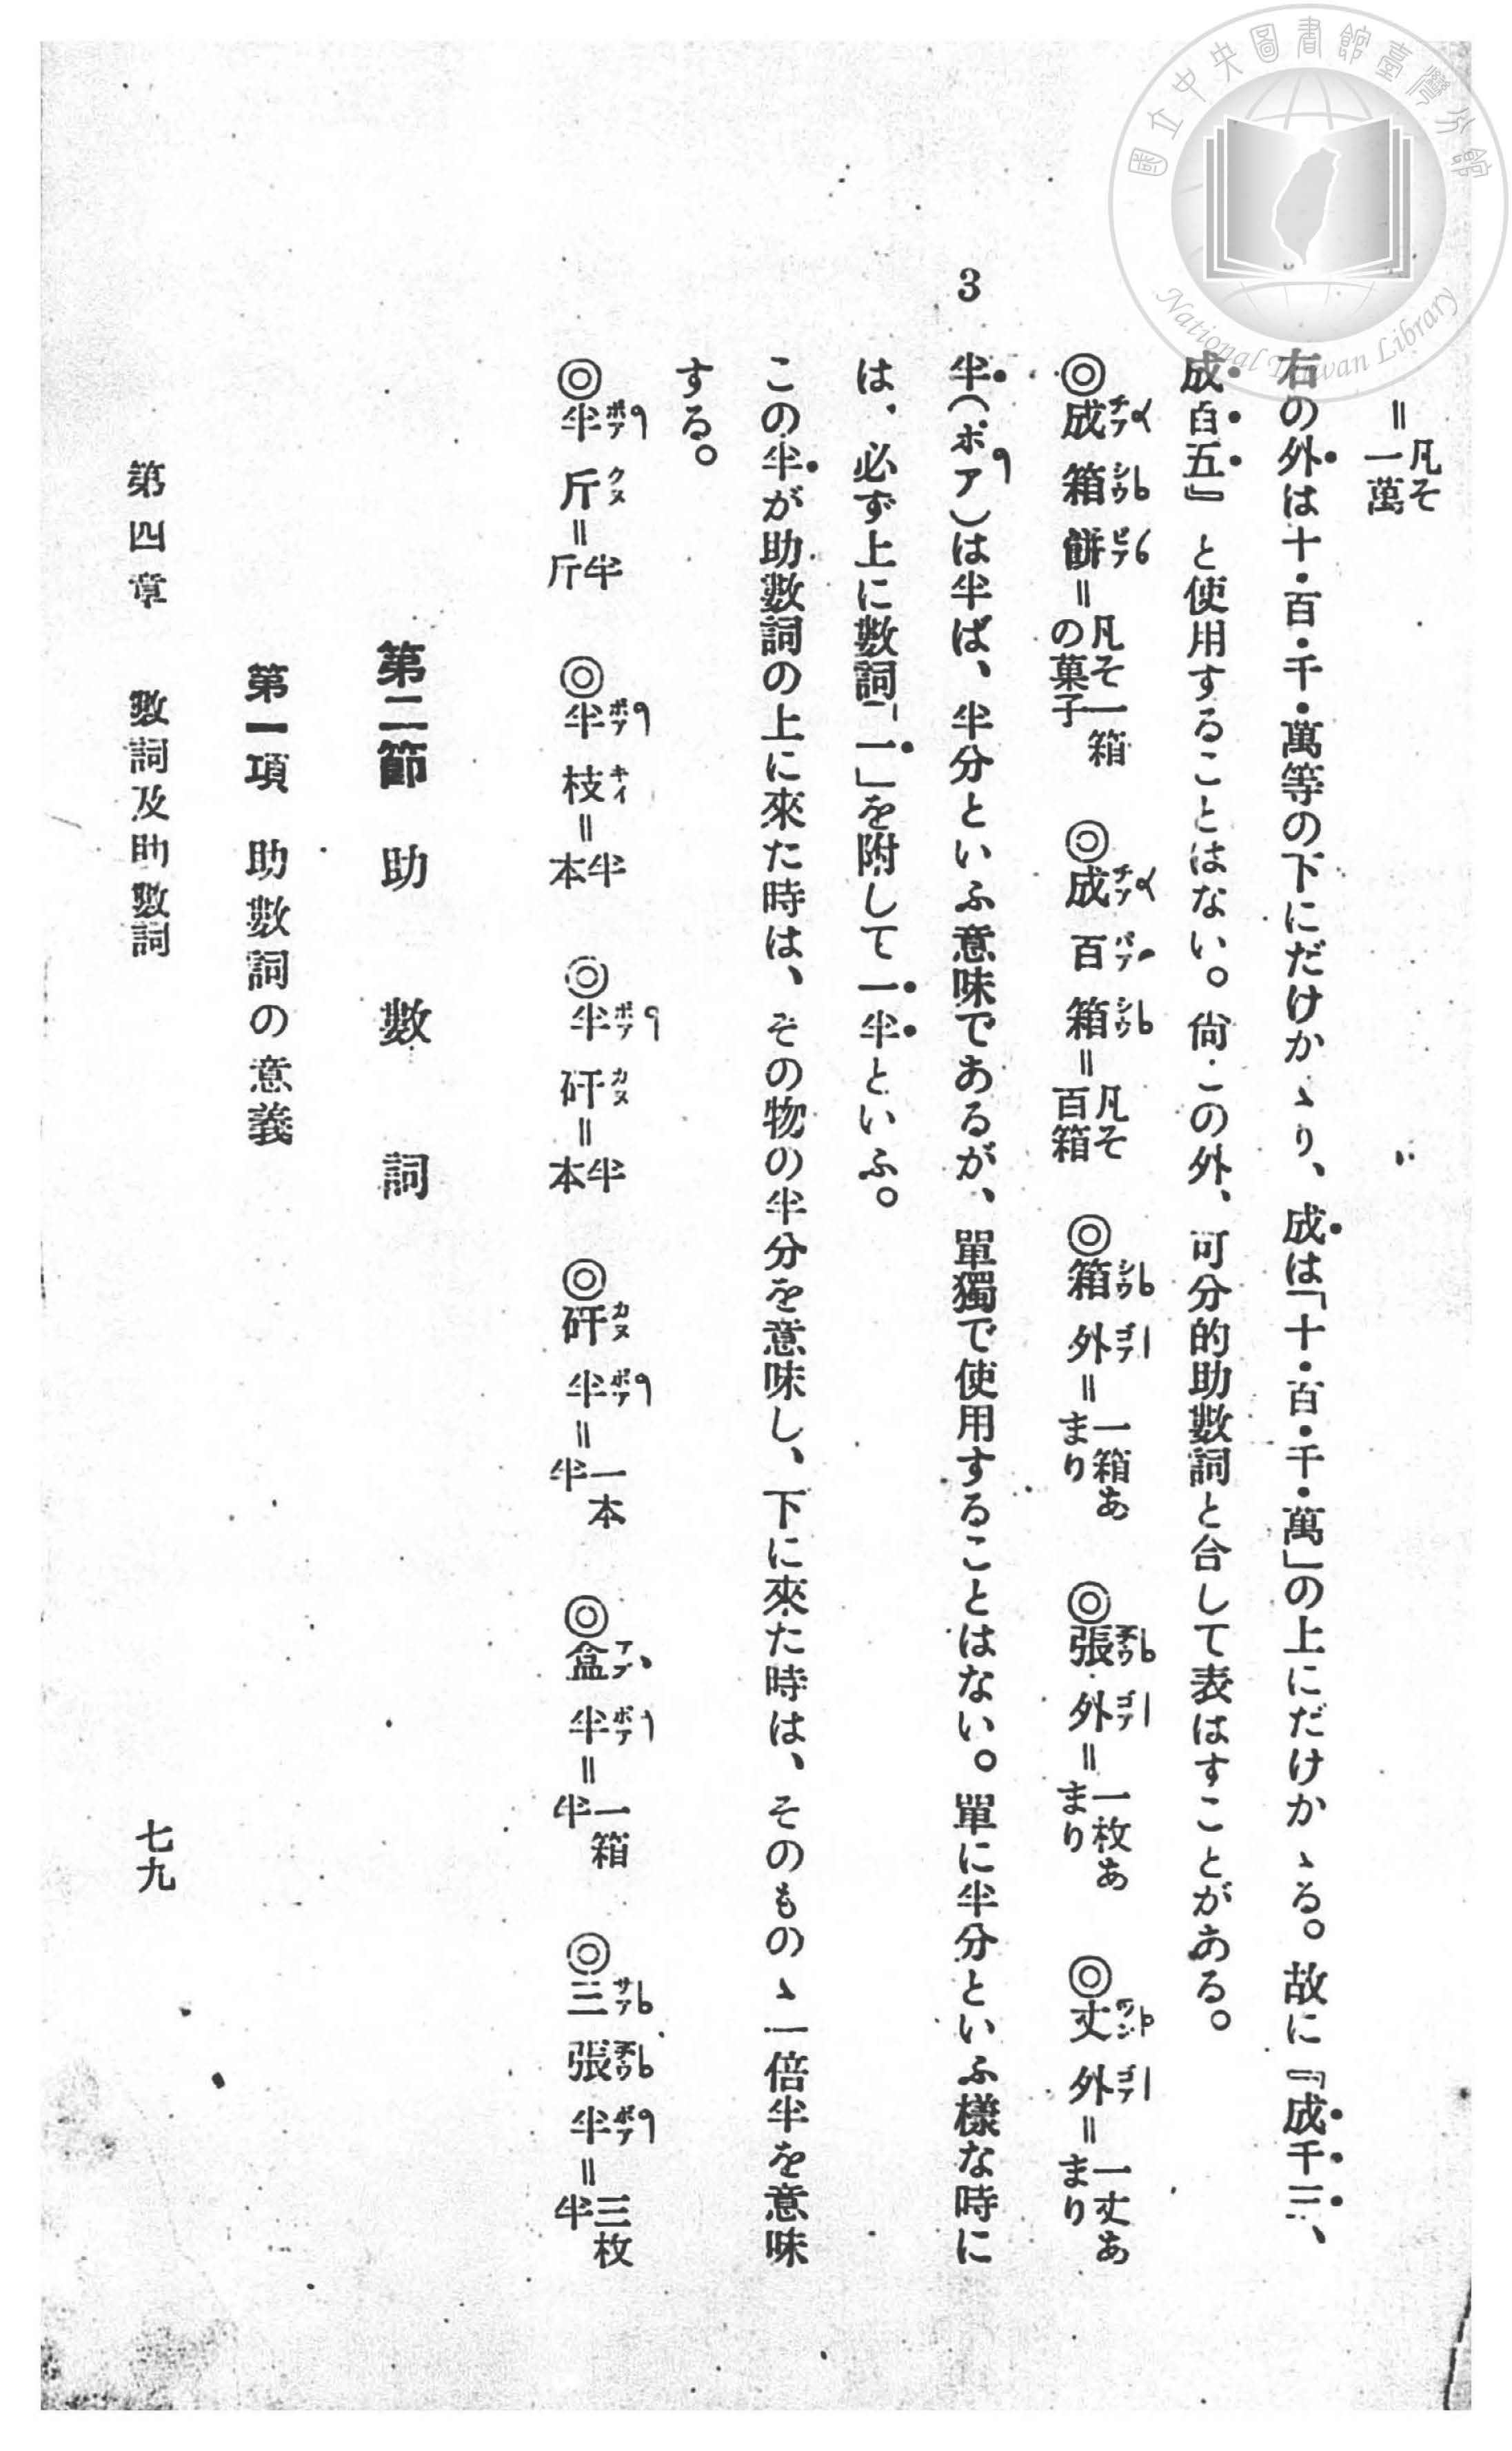 ＝凡そ一萬
右の外は十・百・千・萬等の下にだけかゝり、成は「十・百・千・萬」の上にだけかゝる。故に『成千三、
成百五』と使用することはない。尙この外、可分的助數詞と合して表はすことがある。
◎成箱餅＝凡そ一箱の菓子 ◎成百箱＝凡そ百箱 ◎箱外＝一箱あまり ◎張外＝一枚あまり ◎丈外＝一丈あまり
3 半(ボア)は半ば、半分といふ意味であるが、單獨で使用することはない。單に半分といふ樣な時に
は、必ず上に數詞「一」を附して一半といふ。
この半が助數詞の上に來た時は、その物の半分を意味し、下に來た時は、そのものゝ一倍半を意味
する。
◎半斤＝半斤 ◎半枝＝半本 ◎半矸＝半本 ◎矸半＝一本半 ◎盒半＝一箱半 ◎三張半＝三枚半
第二節 助數詞
第一項 助數詞の意義
第四章 數詞及助數詞
七九
國立中央圖書館臺灣分館
National Taiwan Library